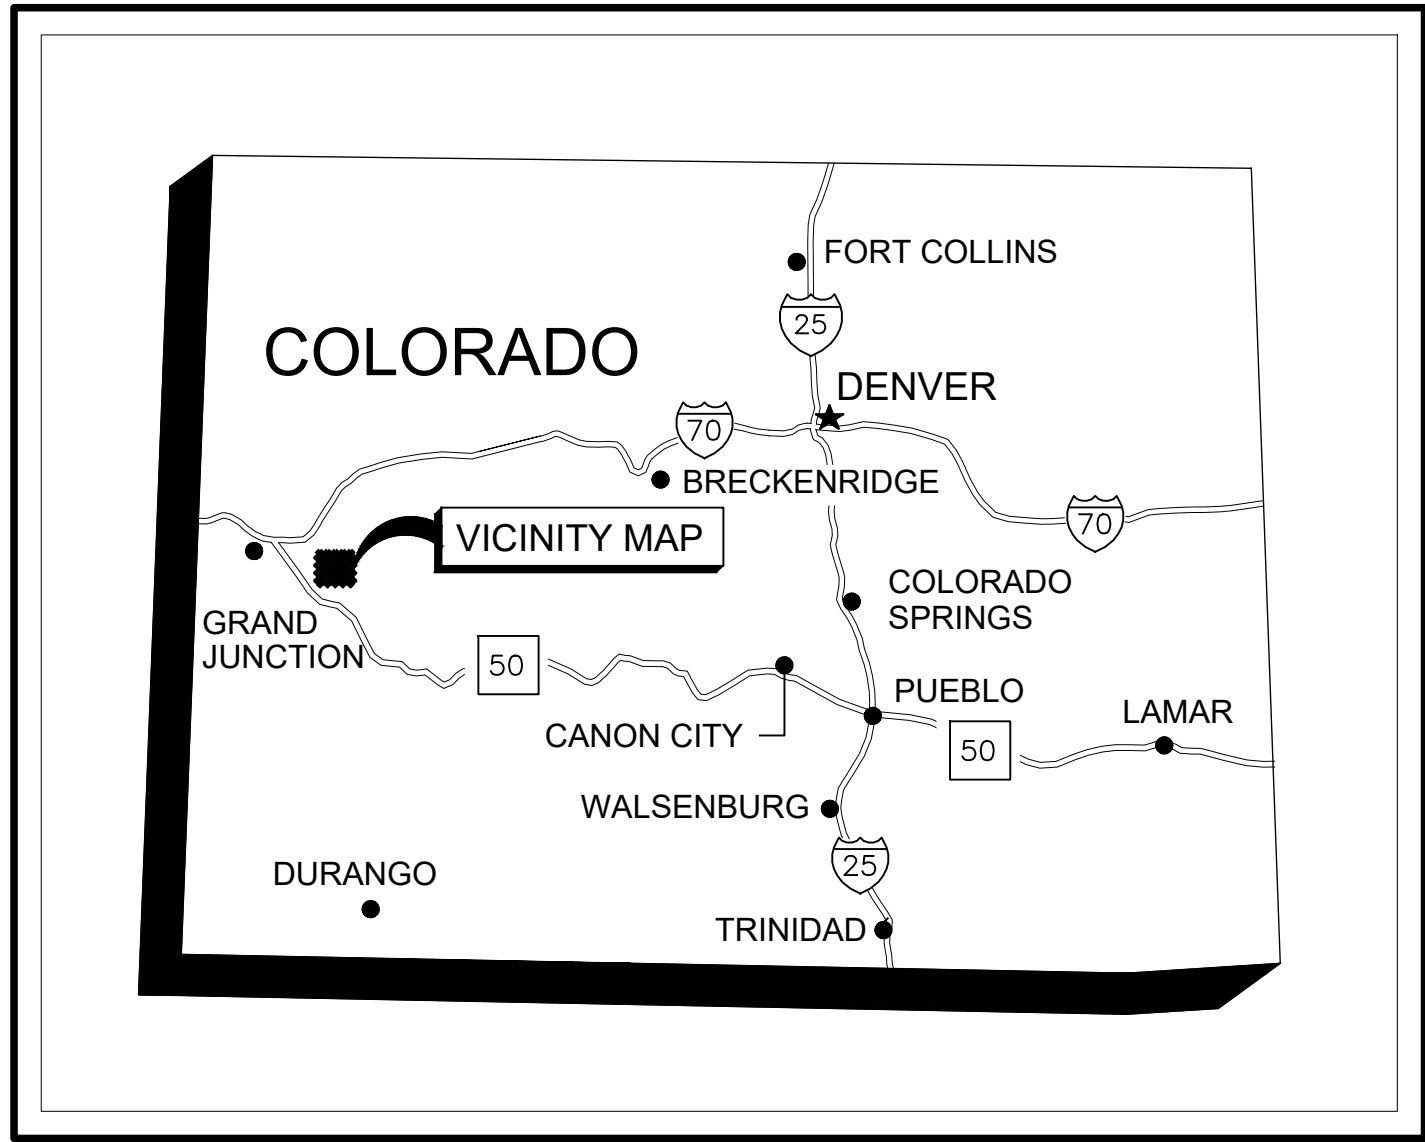 FORT COLLINS
25
COLORADO
DENVER
70
BRECKENRIDGE
70
VICINITY MAP
COLORADO
SPRINGS
GRAND
JUNCTION
50
PUEBLO
LAMAR
CANON CITY
50
WALSENBURG
25
DURANGO
TRINIDAD